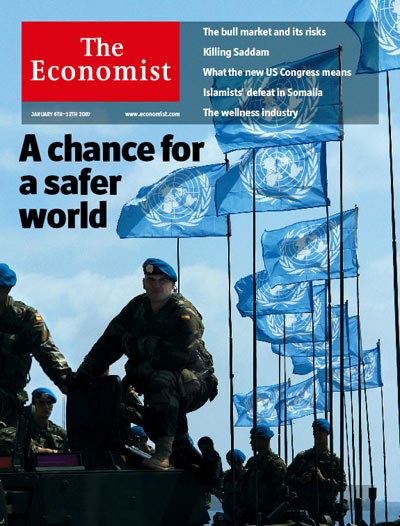 The
Economist
JANUARY 6TH–12TH 2007
www.economist.com
The bull market and its risks
Killing Saddam
What the new US Congress means
Islamists' defeat in Somalia
The wellness industry
A chance for
a safer
world